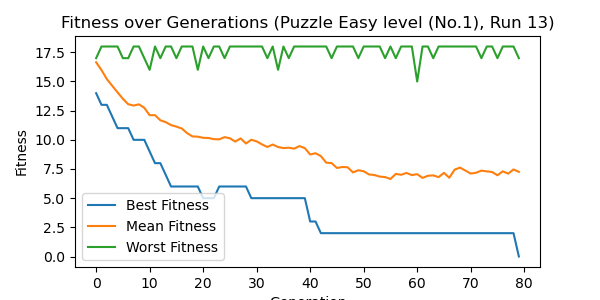 Fitness over Generations (Puzzle Easy level (No.1), Run 13)
Fitness
17.5
15.0
12.5
10.0
7.5
5.0
2.5
0.0
Best Fitness
Mean Fitness
Worst Fitness
0 10 20 30 40 50 60 70 80
Generation